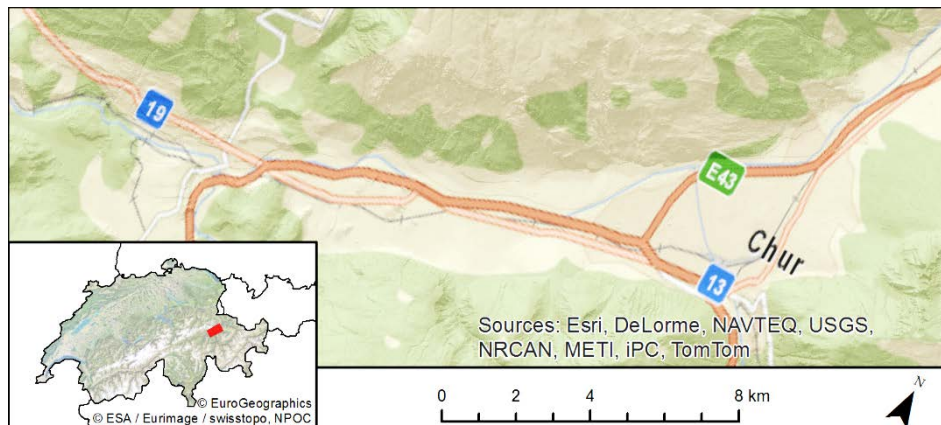 19
E43
Chur
13
Sources: Esri, DeLorme, NAVTEQ, USGS,
NRCAN, METI, iPC, TomTom
© EuroGeographics
© ESA / Eurimage / swisstopo, NPOC
0 2 4 8 km
N